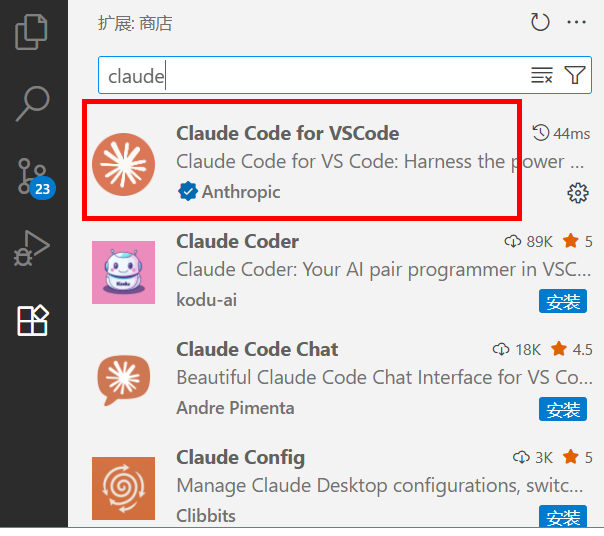 扩展: 商店
claude
Claude Code for VSCode 44ms
Claude Code for VS Code: Harness the power ...
Anthropic
23
Claude Coder 89K 5
Claude Coder: Your AI pair programmer in VSC...
kodu-ai 安装
Kodu
Claude Code Chat 18K 4.5
Beautiful Claude Code Chat Interface for VS Co...
Andre Pimenta 安装
Claude Config 3K 5
Manage Claude Desktop configurations, switc...
Clibbits 安装